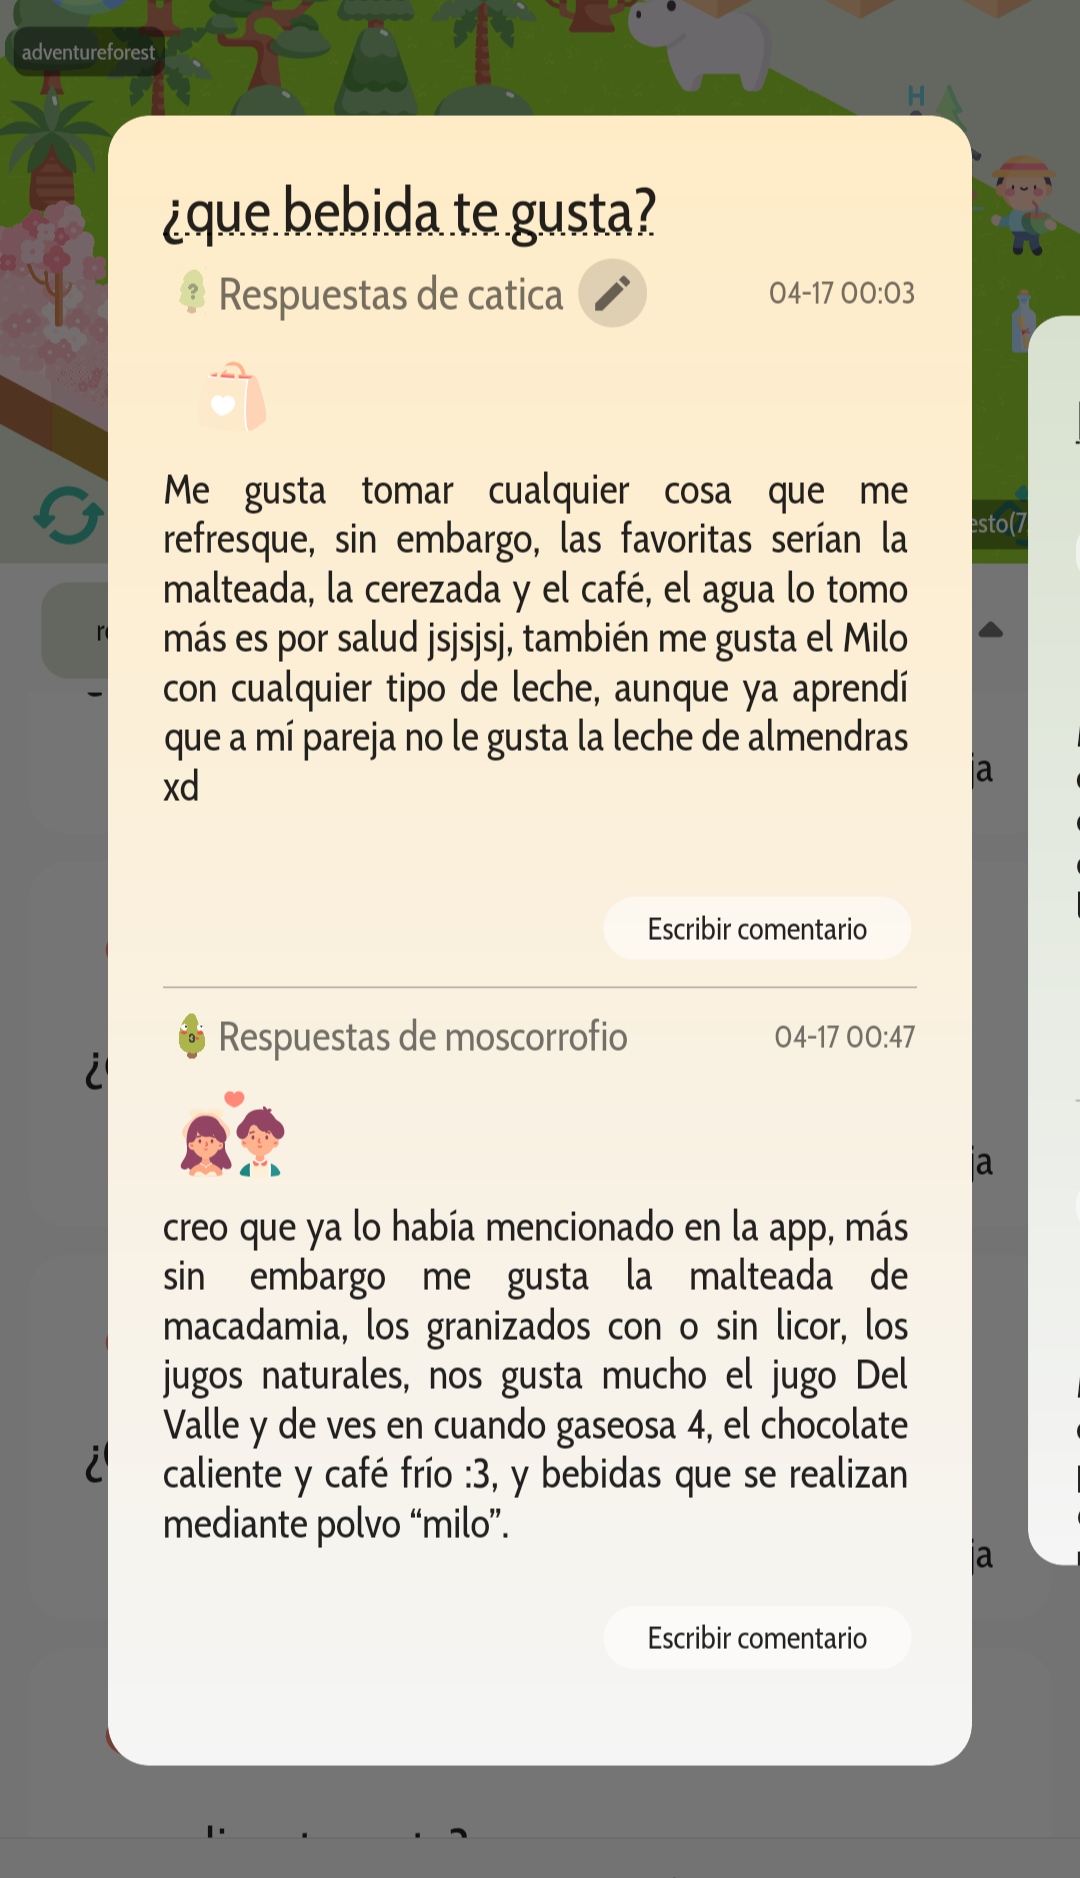 adventureforest
H
¿que bebida te gusta?
Respuestas de catica
04-17 00:03
Me gusta tomar cualquier cosa que me
refresque, sin embargo, las favoritas serían la
malteada, la cerezada y el café, el agua lo tomo
más es por salud jsjsjsj, también me gusta el Milo
con cualquier tipo de leche, aunque ya aprendí
que a mí pareja no le gusta la leche de almendras
xd
Escribir comentario
Respuestas de moscorrofio
04-17 00:47
creo que ya lo había mencionado en la app, más
sin embargo me gusta la malteada de
macadamia, los granizados con o sin licor, los
jugos naturales, nos gusta mucho el jugo Del
Valle y de ves en cuando gaseosa 4, el chocolate
caliente y café frío :3, y bebidas que se realizan
mediante polvo “milo”.
Escribir comentario